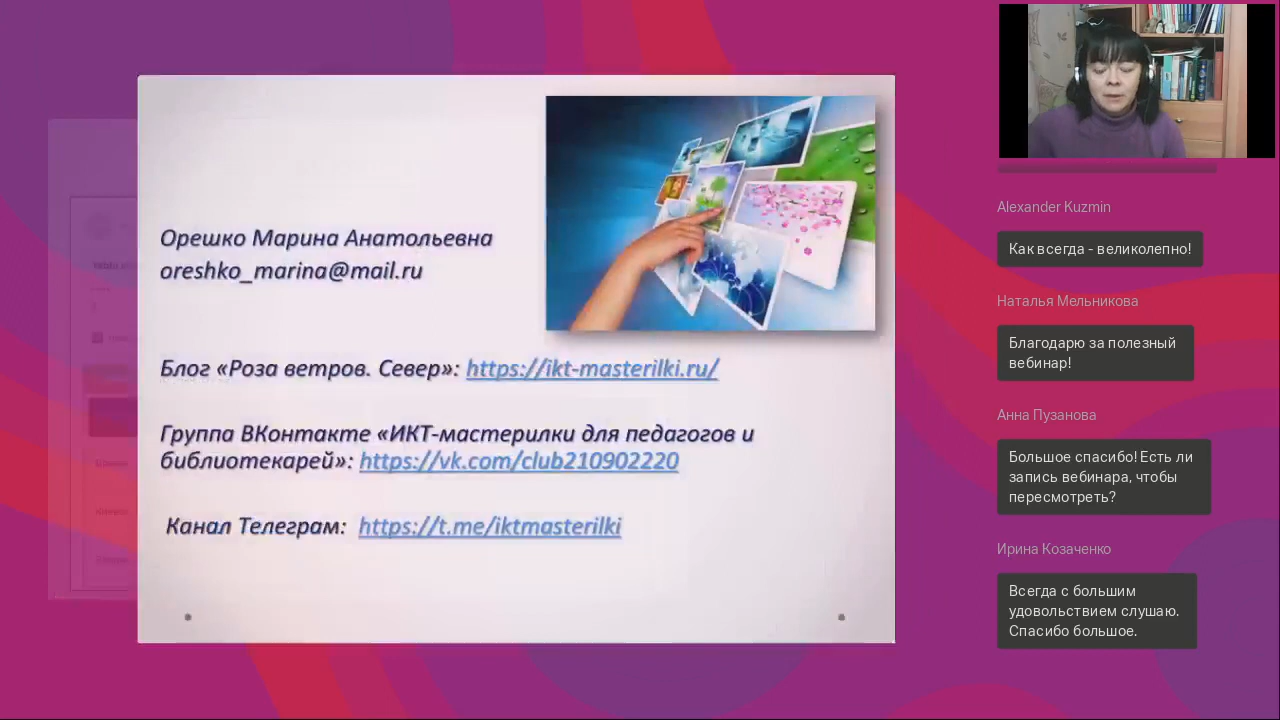 Орешко Марина Анатольевна
oreshko_marina@mail.ru
Блог «Роза ветров. Север»: https://ikt-masterilki.ru/
Группа ВКонтакте «ИКТ-мастерилки для педагогов и
библиотекарей»: https://vk.com/club210902220
Канал Телеграм: https://t.me/iktmasterilki
Alexander Kuzmin
Как всегда - великолепно!
Наталья Мельникова
Благодарю за полезный
вебинар!
Анна Пузанова
Большое спасибо! Есть ли
запись вебинара, чтобы
пересмотреть?
Ирина Козаченко
Всегда с большим
удовольствием слушаю.
Спасибо большое.